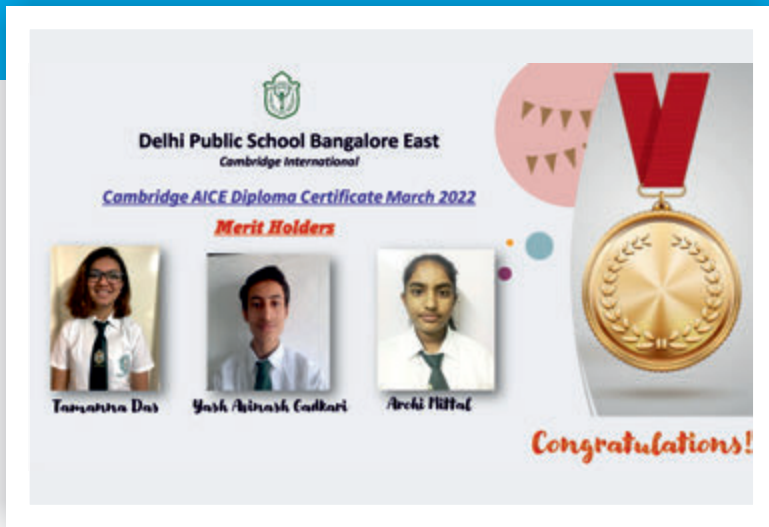 Delhi Public School Bangalore East
Cambridge International
Cambridge AICE Diploma Certificate March 2022
Merit Holders
Tamanna Das
Yash Avinash Gadkari
Arohi Mittal
Congratulations!